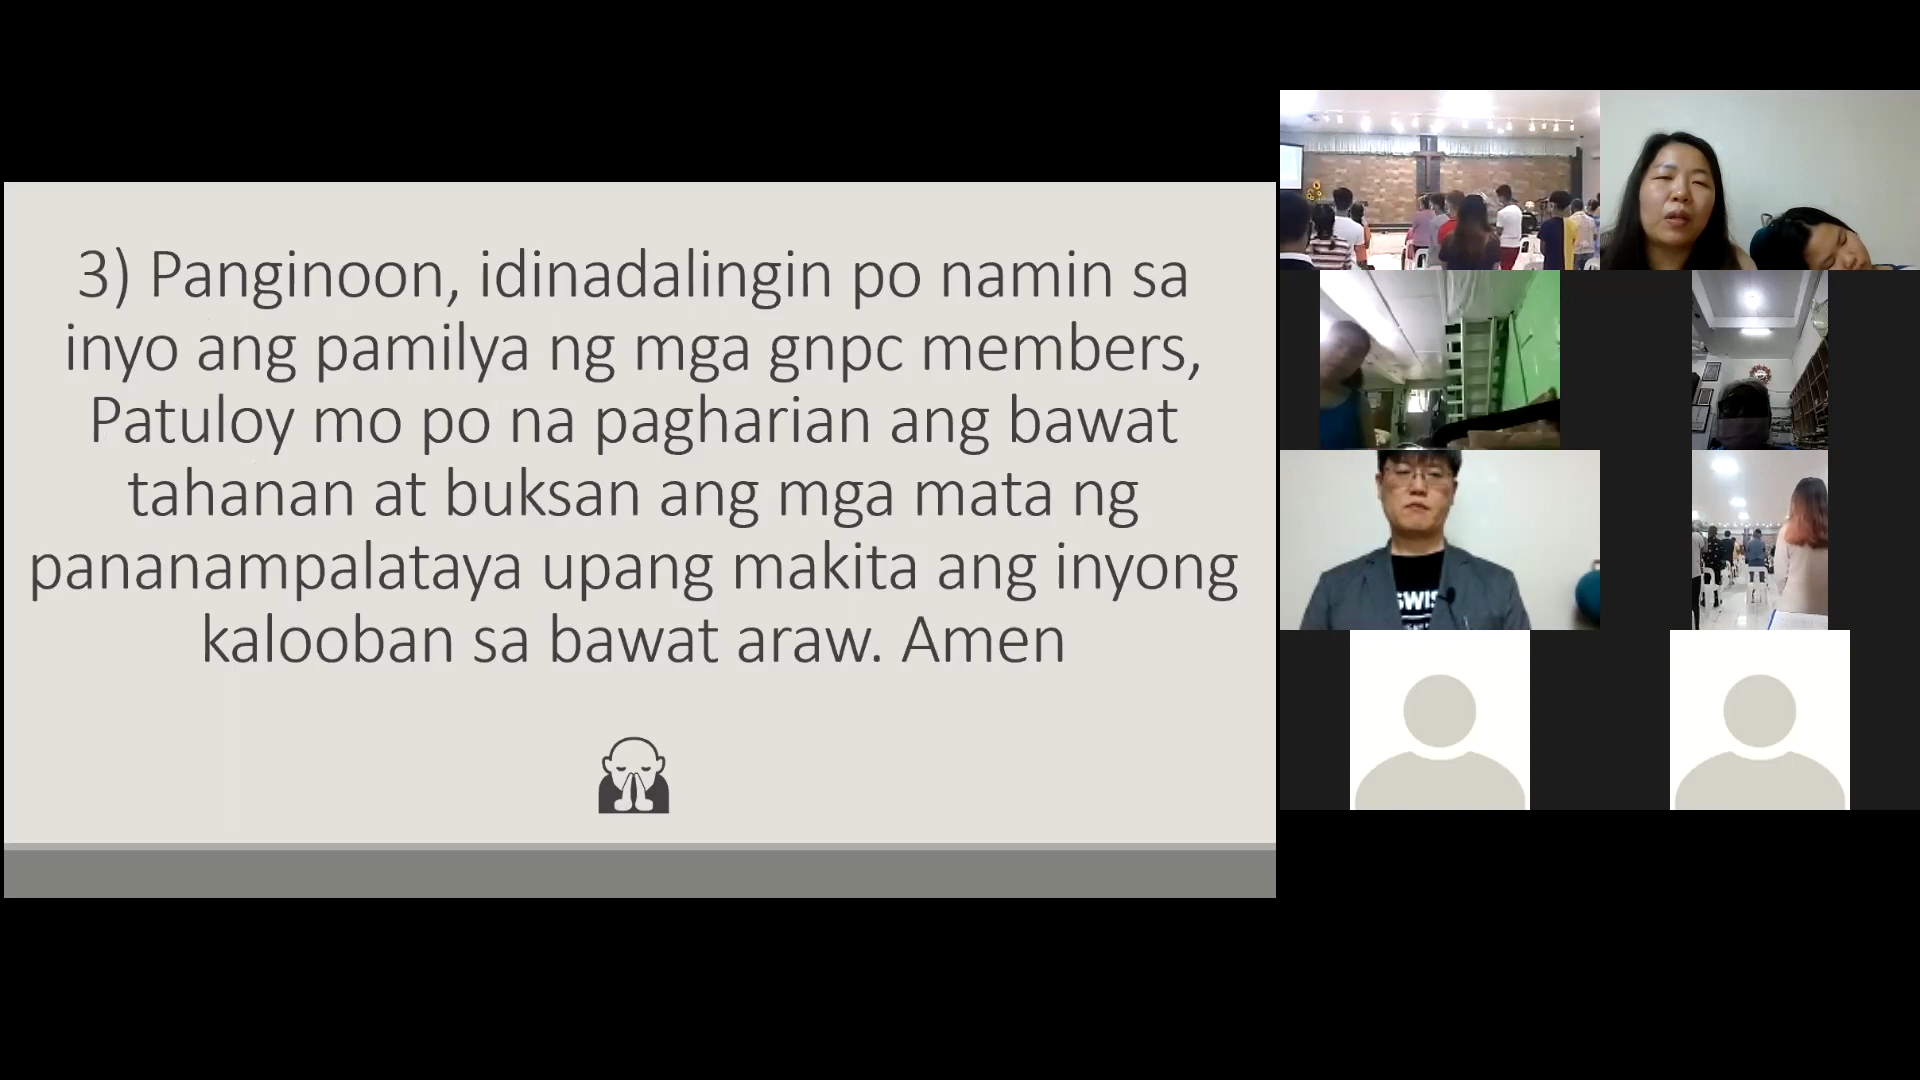 3) Panginoon, idinadalingin po namin sa
inyo ang pamilya ng mga gnpc members,
Patuloy mo po na pagharian ang bawat
tahanan at buksan ang mga mata ng
pananampalataya upang makita ang inyong
kalooban sa bawat araw. Amen
SWIS